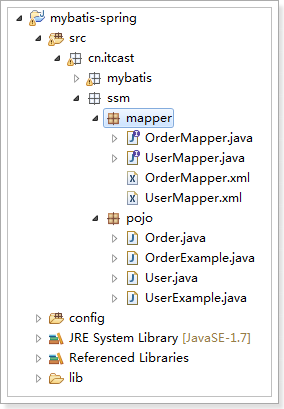 mybatis-spring
src
cn.itcast
mybatis
ssm
mapper
OrderMapper.java
UserMapper.java
OrderMapper.xml
UserMapper.xml
pojo
Order.java
OrderExample.java
User.java
UserExample.java
config
JRE System Library [JavaSE-1.7]
Referenced Libraries
lib